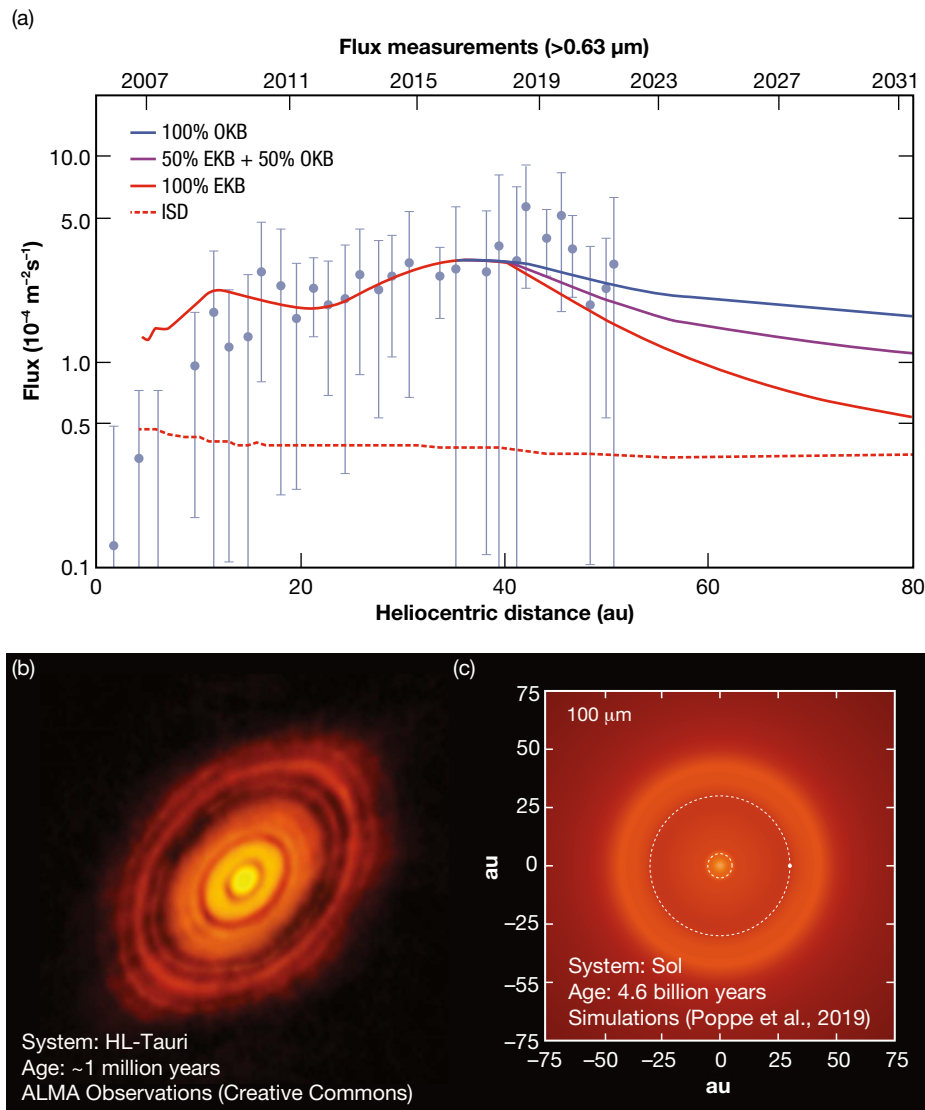 (a)
Flux measurements (>0.63 μm)
2007 2011 2015 2019 2023 2027 2031
100% OKB
50% EKB + 50% OKB
100% EKB
ISD
Flux (10⁻⁴ m⁻²s⁻¹)
10.0
5.0
1.0
0.5
0.1
0 20 40 60 80
Heliocentric distance (au)
(b)
System: HL-Tauri
Age: ~1 million years
ALMA Observations (Creative Commons)
(c)
100 μm
au
75
50
25
0
−25
−55
−75
System: Sol
Age: 4.6 billion years
Simulations (Poppe et al., 2019)
−75 −50 −25 0 25 75
au